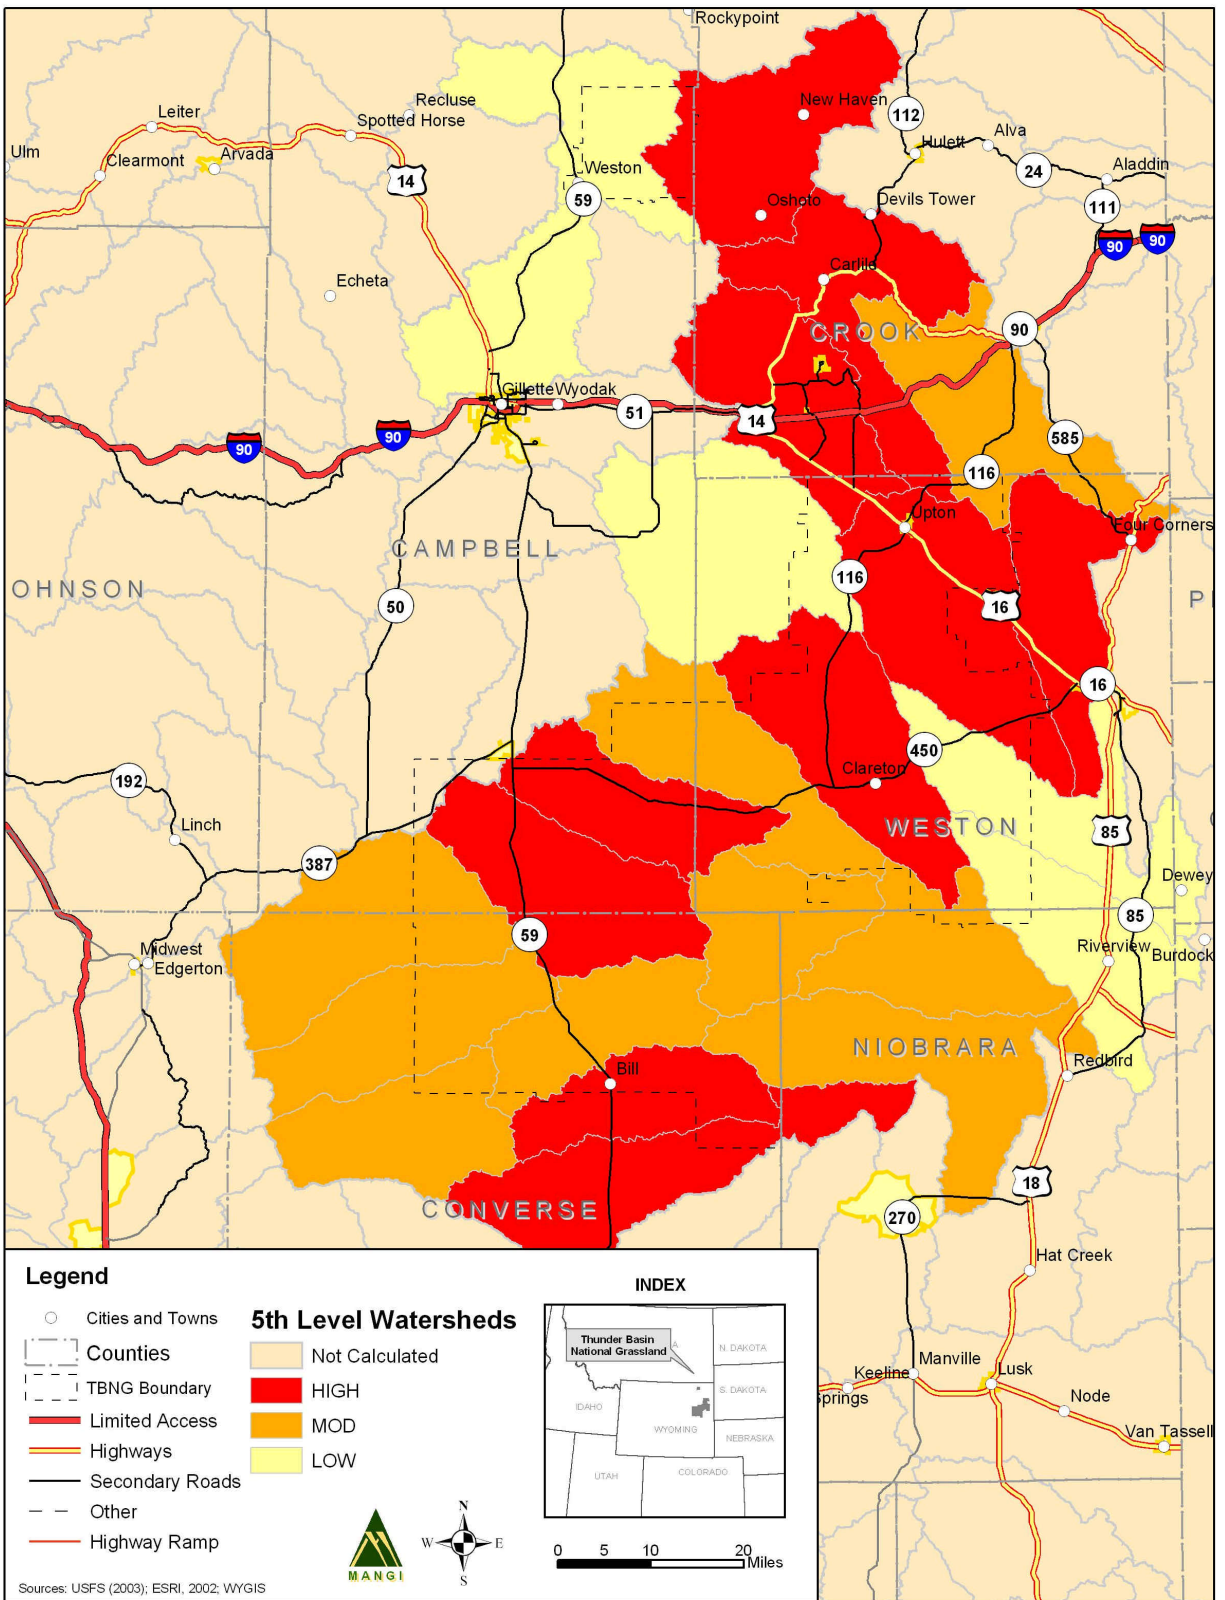 Rockypoint
Leiter
Recluse
Spotted Horse
New Haven
112
Alva
Hulett
Ulm
Clearmont
Arvada
14
Weston
59
24
Aladdin
111
Oshoto
Devils Tower
90
90
Echeta
Carlile
CROOK
90
Gillette
Wyodak
51
14
90
90
585
116
Upton
Four Corners
CAMPBELL
OHNSON
50
116
16
16
450
Clareton
192
Linch
387
WESTON
85
Dewey
85
59
Midwest
Edgerton
Riverview
Burdock
NIOBRARA
Bill
Redbird
CONVERSE
18
270
Hat Creek
Manville
Keeline
Lusk
Springs
Node
Van Tassell
Legend
Cities and Towns
Counties
TBNG Boundary
Limited Access
Highways
Secondary Roads
Other
Highway Ramp
5th Level Watersheds
Not Calculated
HIGH
MOD
LOW
INDEX
Thunder Basin
National Grassland
A
N. DAKOTA
S. DAKOTA
IDAHO
WYOMING
NEBRASKA
UTAH
COLORADO
MANGI
N
W
E
S
0 5 10 20
Miles
Sources: USFS (2003); ESRI, 2002; WYGIS